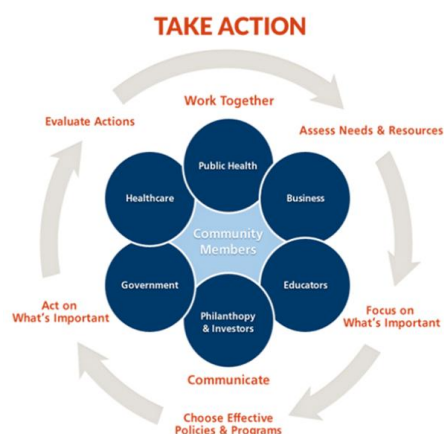 TAKE ACTION
Work Together
Evaluate Actions
Assess Needs & Resources
Public Health
Healthcare
Business
Community
Members
Government
Educators
Philanthopy
& Investors
Act on
What's Important
Focus on
What's Important
Communicate
Choose Effective
Policies & Programs